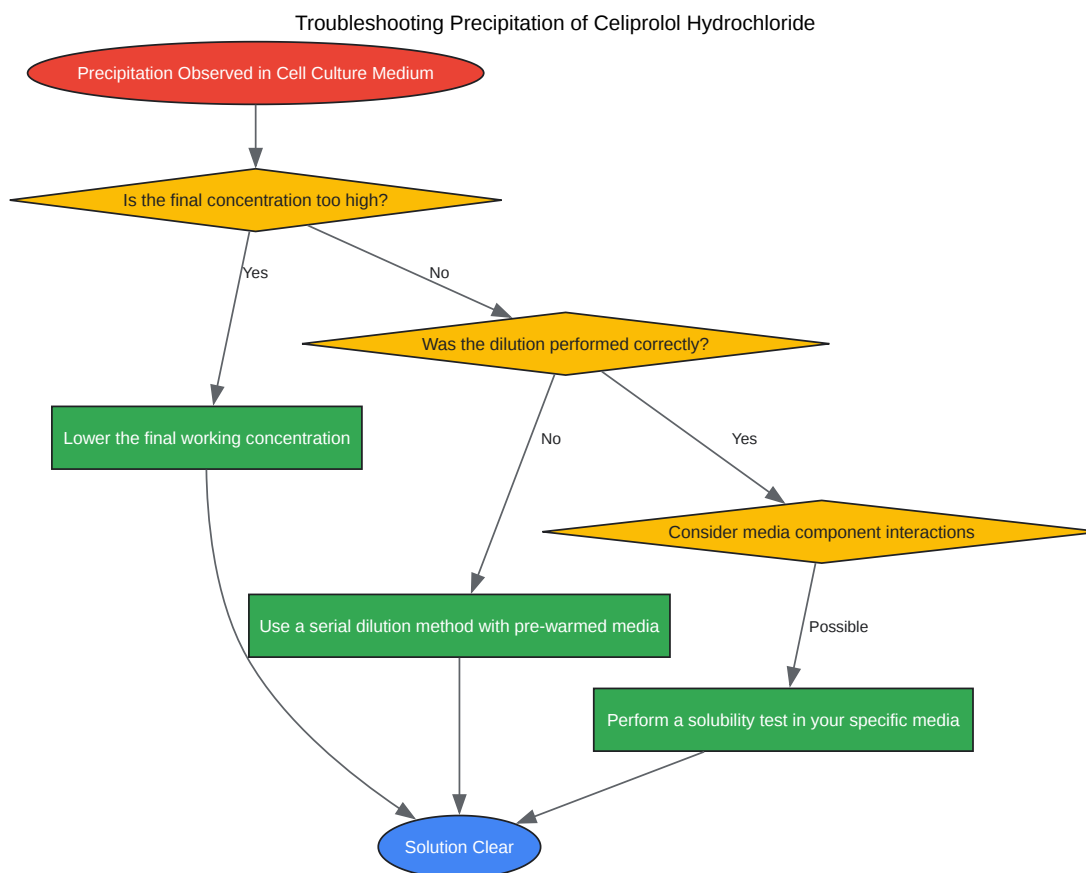 Troubleshooting Precipitation of Celiprolol Hydrochloride
Precipitation Observed in Cell Culture Medium
Is the final concentration too high?
Yes
No
Was the dilution performed correctly?
Lower the final working concentration
No
Yes
Consider media component interactions
Use a serial dilution method with pre-warmed media
Possible
Perform a solubility test in your specific media
Solution Clear